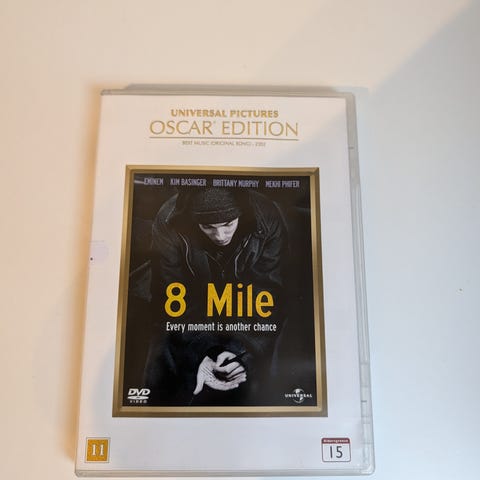 UNIVERSAL PICTURES
OSCAR® EDITION
BEST MUSIC (ORIGINAL SONG) - 2002
EMINEM KIM BASINGER BRITTANY MURPHY MEKHI PHIFER
8 Mile
Every moment is another chance
DVD
VIDEO
UNIVERSAL
11
Aldersgrense
15